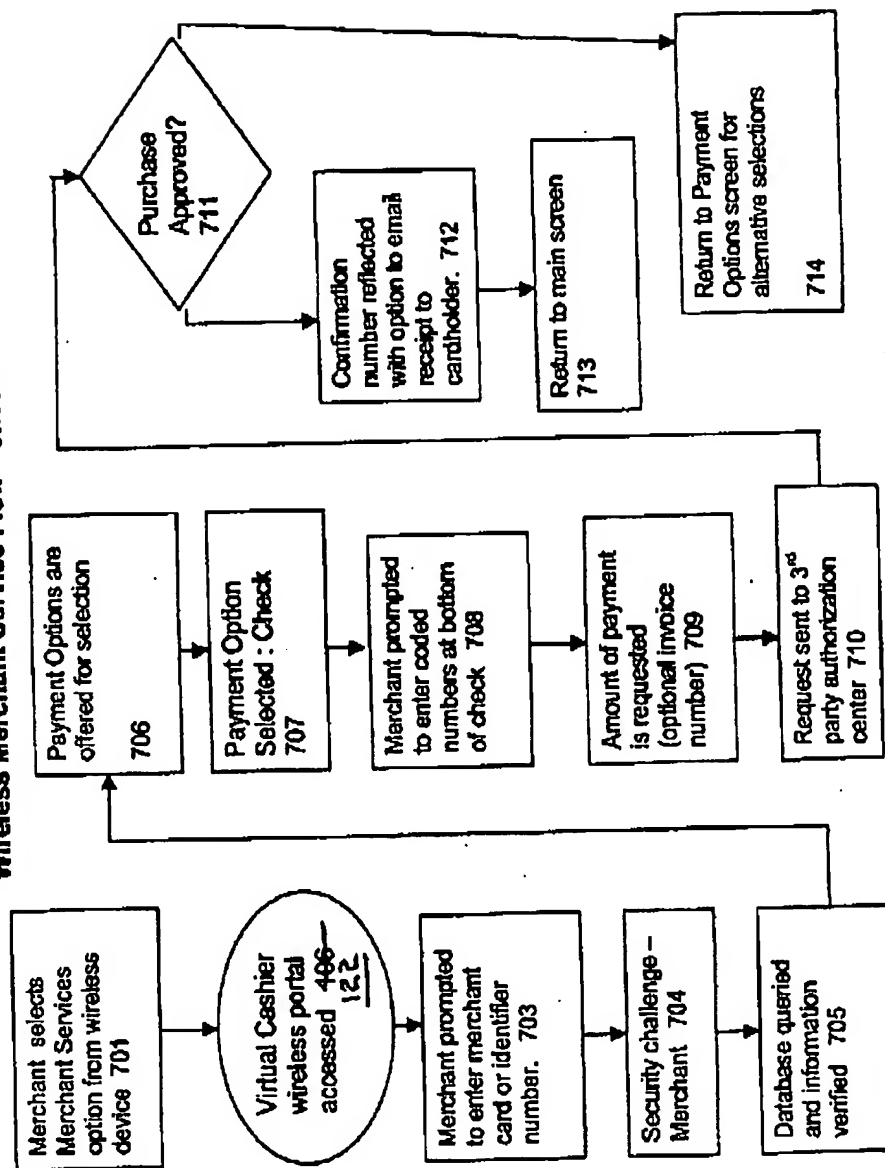 Wireless Merchant Service
Merchant selects
Merchant Services
option from wireless
device 701
Virtual Cashier
wireless portal
accessed 406
122
Merchant prompted
to enter merchant
card or identifier
number. 703
Security challenge –
Merchant 704
Database queried
and information
verified 705
Payment Options are
offered for selection
706
Payment Option
Selected : Check
707
Merchant prompted
to enter coded
numbers at bottom
of check 708
Amount of payment
is requested
(optional invoice
number) 709
Request sent to 3rd
party authorization
center 710
Purchase
Approved?
711
Confirmation
number reflected
with option to email
receipt to
cardholder. 712
Return to main screen
713
Return to Payment
Options screen for
alternative selections
714